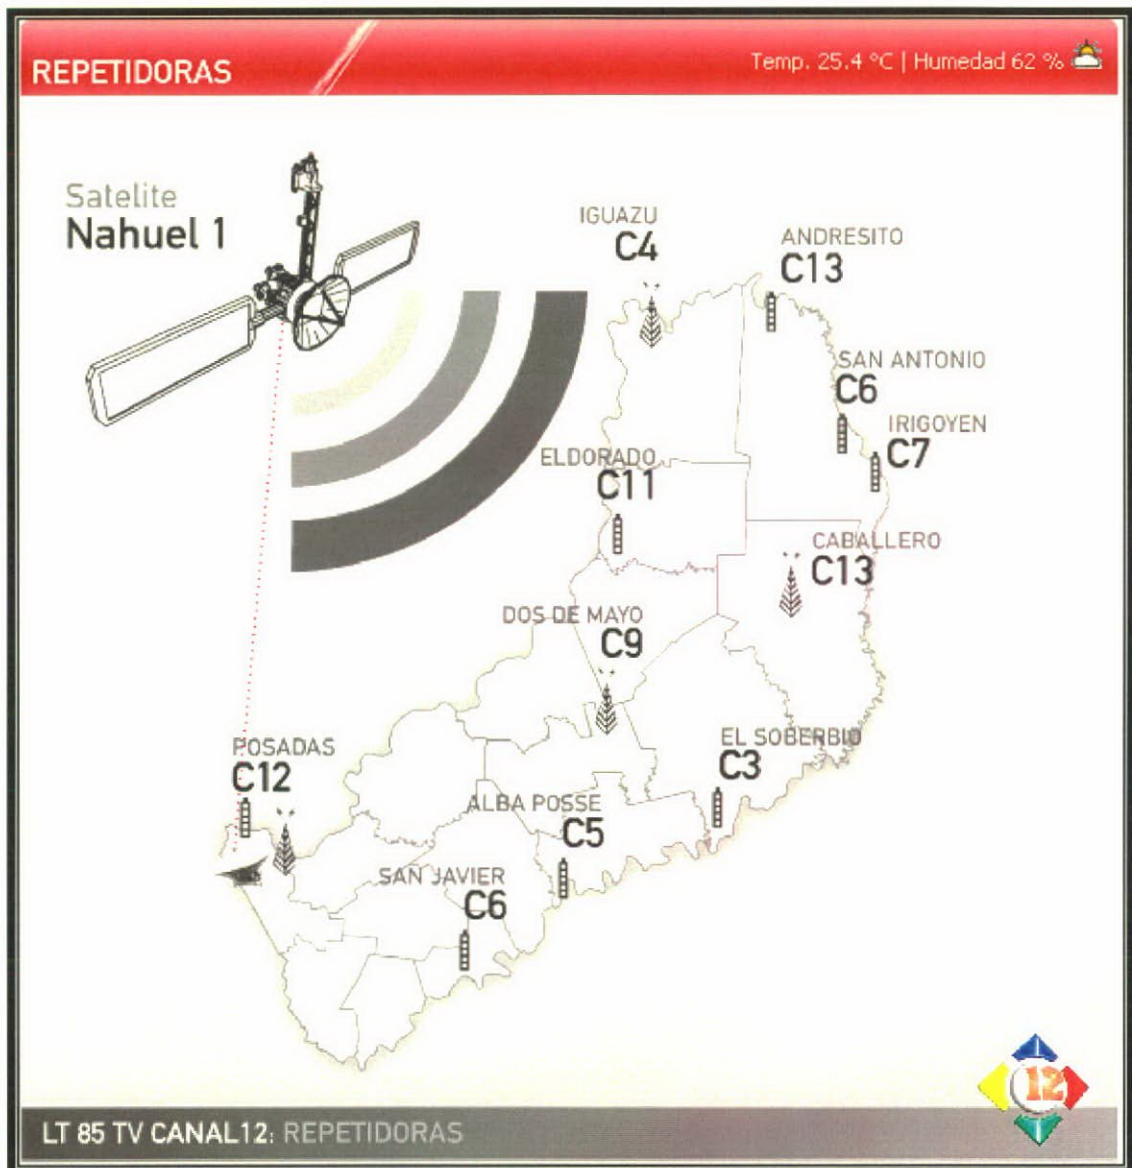 REPETIDORAS
Temp. 25.4 °C | Humedad 62 %
Satelite
Nahuel 1
IGUAZU
C4
ANDRESITO
C13
SAN ANTONIO
C6
IRIGOYEN
C7
ELDORADO
C11
CABALLERO
C13
DOS DE MAYO
C9
POSADAS
C12
EL SOBERBIO
C3
ALBA POSSE
C5
SAN JAVIER
C6
12
LT 85 TV CANAL12: REPETIDORAS